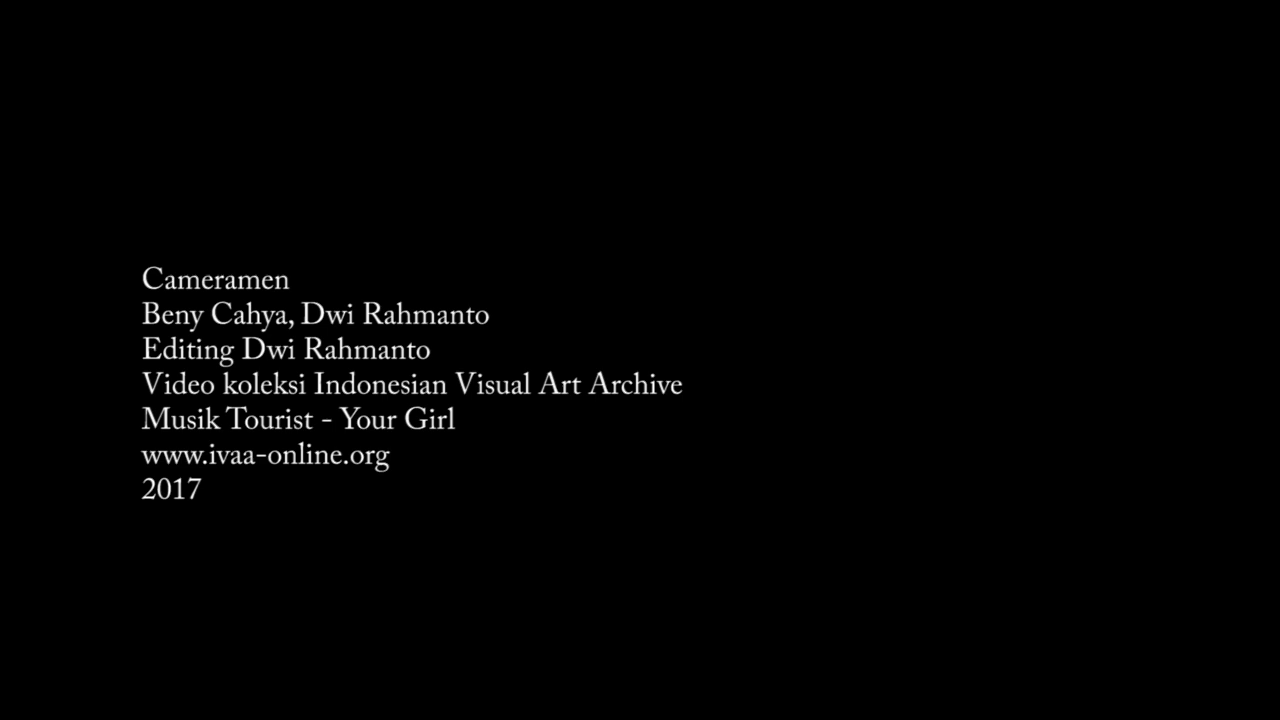 Cameramen
Beny Cahya, Dwi Rahmanto
Editing Dwi Rahmanto
Video koleksi Indonesian Visual Art Archive
Musik Tourist - Your Girl
www.ivaa-online.org
2017